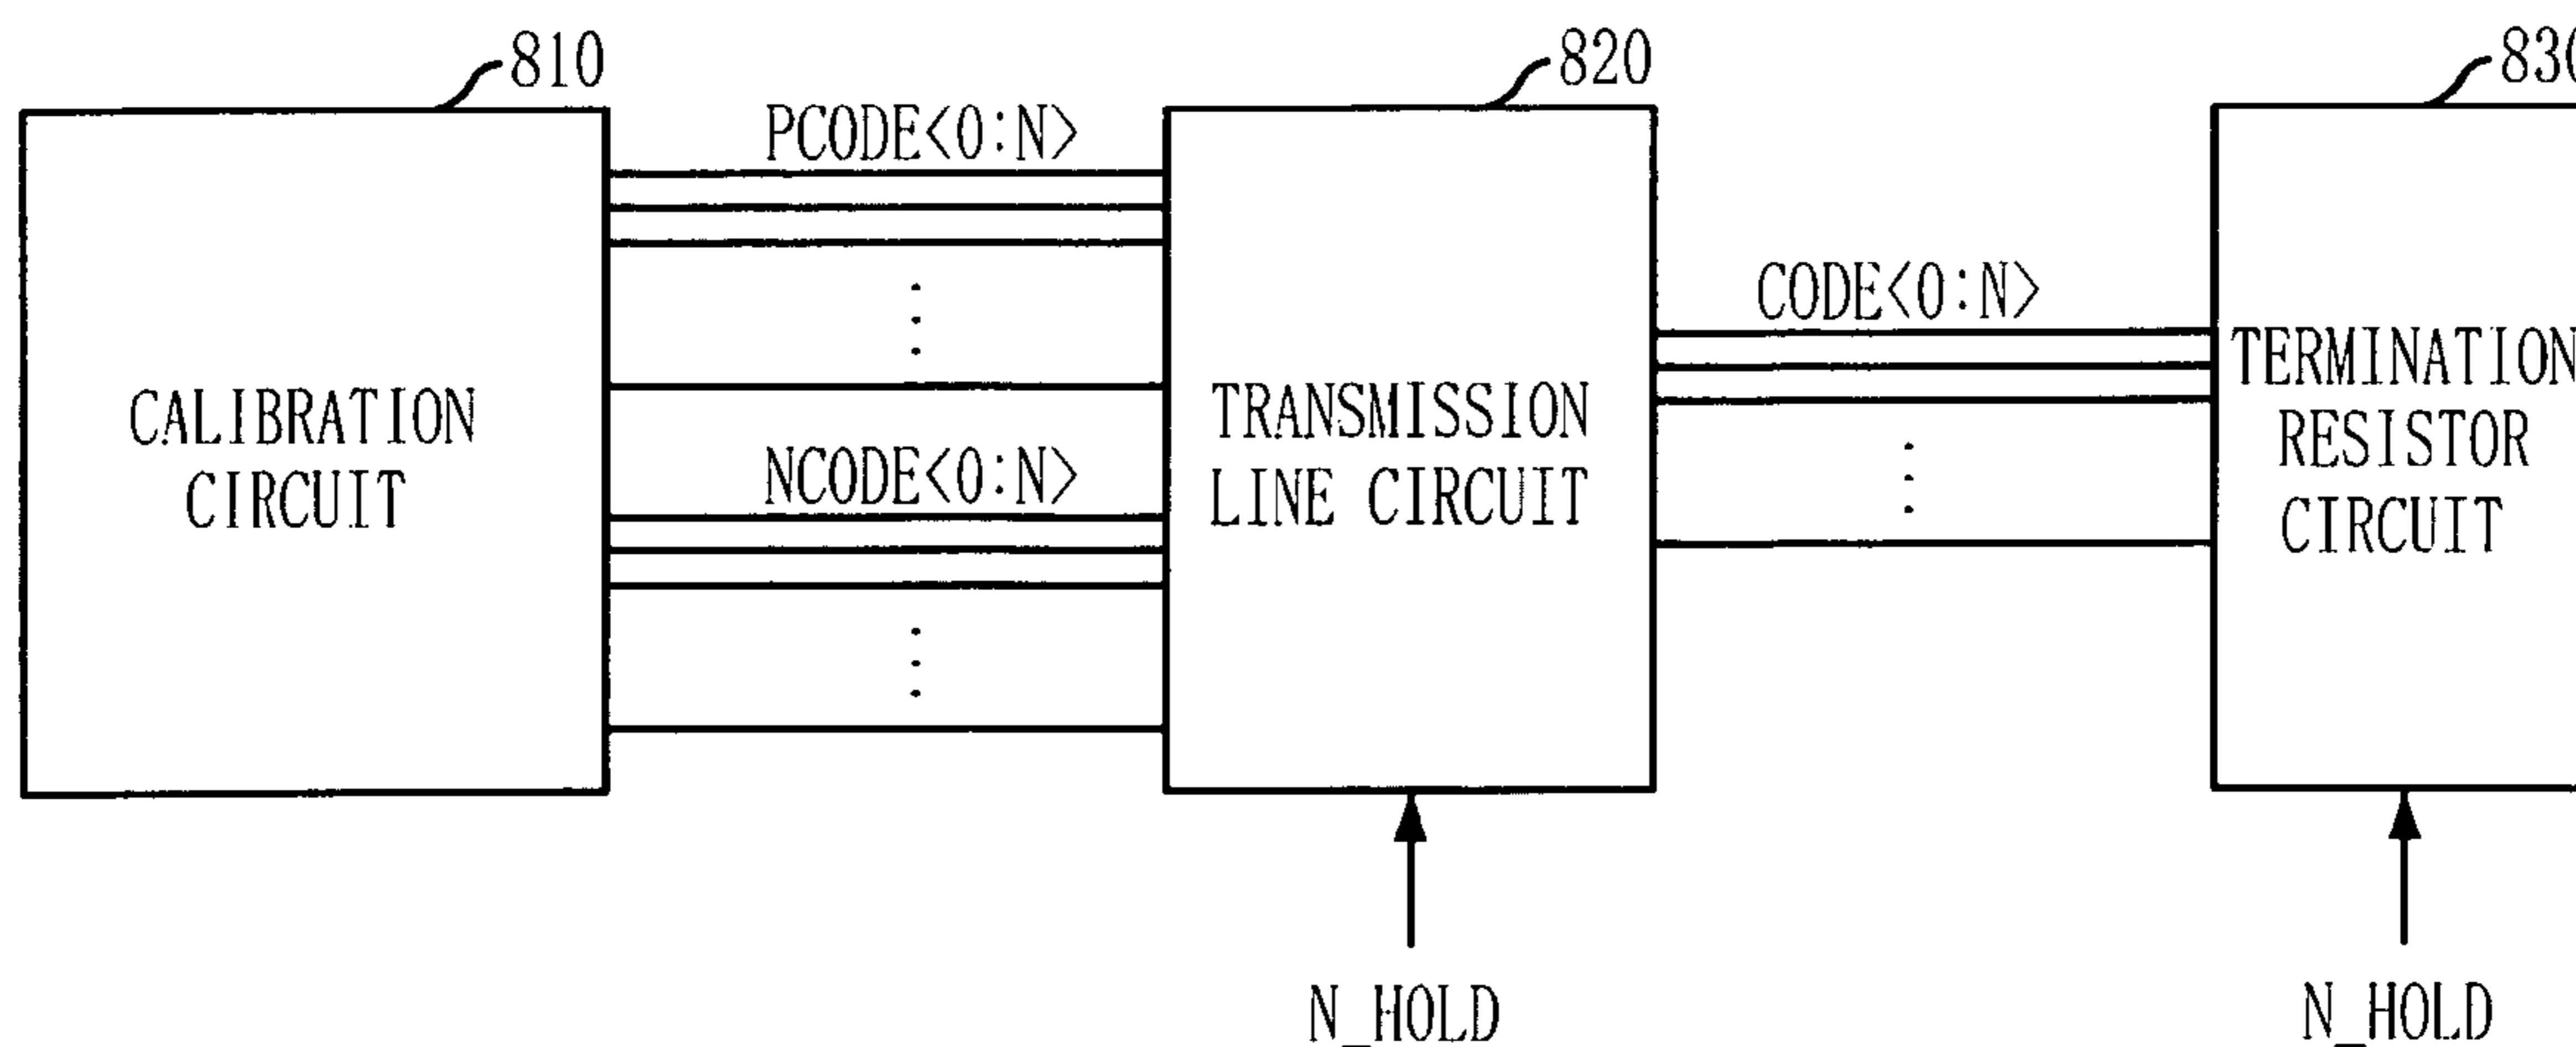 810
820
830
PCODE<0:N>
CODE<0:N>
CALIBRATION
CIRCUIT
NCODE<0:N>
TRANSMISSION
LINE CIRCUIT
TERMINATION
RESISTOR
CIRCUIT
N_HOLD
N_HOLD